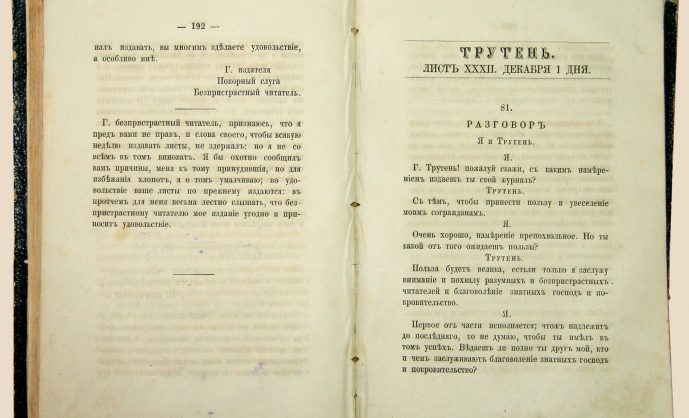 — 192 —
налъ издавать, вы многимъ здѣлаете удовольствіе,
а особливо мнѣ.
Г. издателя
Покорный слуга
Безпристрастный читатель.
Г. безпристрастный читатель, признаюсь, что я
предъ вами не правъ, и слова своего, чтобы всякую
недѣлю издавать листы, не здержалъ: но я не со
всѣмъ въ томъ виноватъ. Я бы охотно сообщилъ
вамъ причины, меня къ тому принудившія, но для
избѣжанія хлопотъ, я о томъ умалчиваю; во удо-
вольствіе ваше листы по прежнему издаются: въ
протчемъ для меня весьма лестно слышать, что без-
пристрастному читателю мое изданіе угодно и при-
носитъ удовольствіе.
ТРУТЕНЬ.
ЛИСТЪ XXXII. ДЕКАБРЯ 1 ДНЯ.
81.
РАЗГОВОРЪ
Я и Трутень.
Я.
Г. Трутень! пожалуй скажи, съ какимъ намѣре-
ніемъ издаешь ты свой журналъ?
Трутень.
Съ тѣмъ, чтобы принести пользу и увеселеніе
моимъ согражданамъ.
Я.
Очень хорошо, намѣреніе препохвальное. Но ты
какой отъ того ожидаешъ пользы?
Трутень.
Польза будетъ велика, естьли только я заслужу
вниманіе и похвалу разумныхъ и безпристрастныхъ
читателей и благоволѣніе знатныхъ господъ и по-
кровительство.
Я.
Первое отъ части исполнится; чтожъ надлежитъ
до послѣдняго, то не думаю, чтобы ты имѣлъ въ
томъ успѣхъ. Вѣдаешъ ли полно ты другъ мой, кто
и чемъ заслуживаютъ благоволеніе знатныхъ господъ
и покровительство?